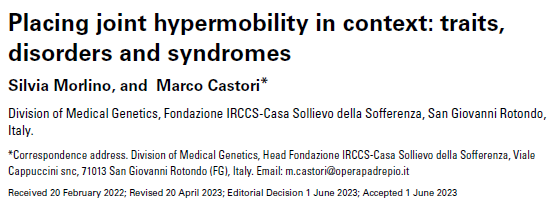 Placing joint hypermobility in context: traits,
disorders and syndromes
Silvia Morlino, and Marco Castori*
Division of Medical Genetics, Fondazione IRCCS-Casa Sollievo della Sofferenza, San Giovanni Rotondo,
Italy.
*Correspondence address. Division of Medical Genetics, Head Fondazione IRCCS-Casa Sollievo della Sofferenza, Viale
Cappuccini snc, 71013 San Giovanni Rotondo (FG), Italy. Email: m.castori@operapadrepio.it
Received 20 February 2022; Revised 20 April 2023; Editorial Decision 1 June 2023; Accepted 1 June 2023